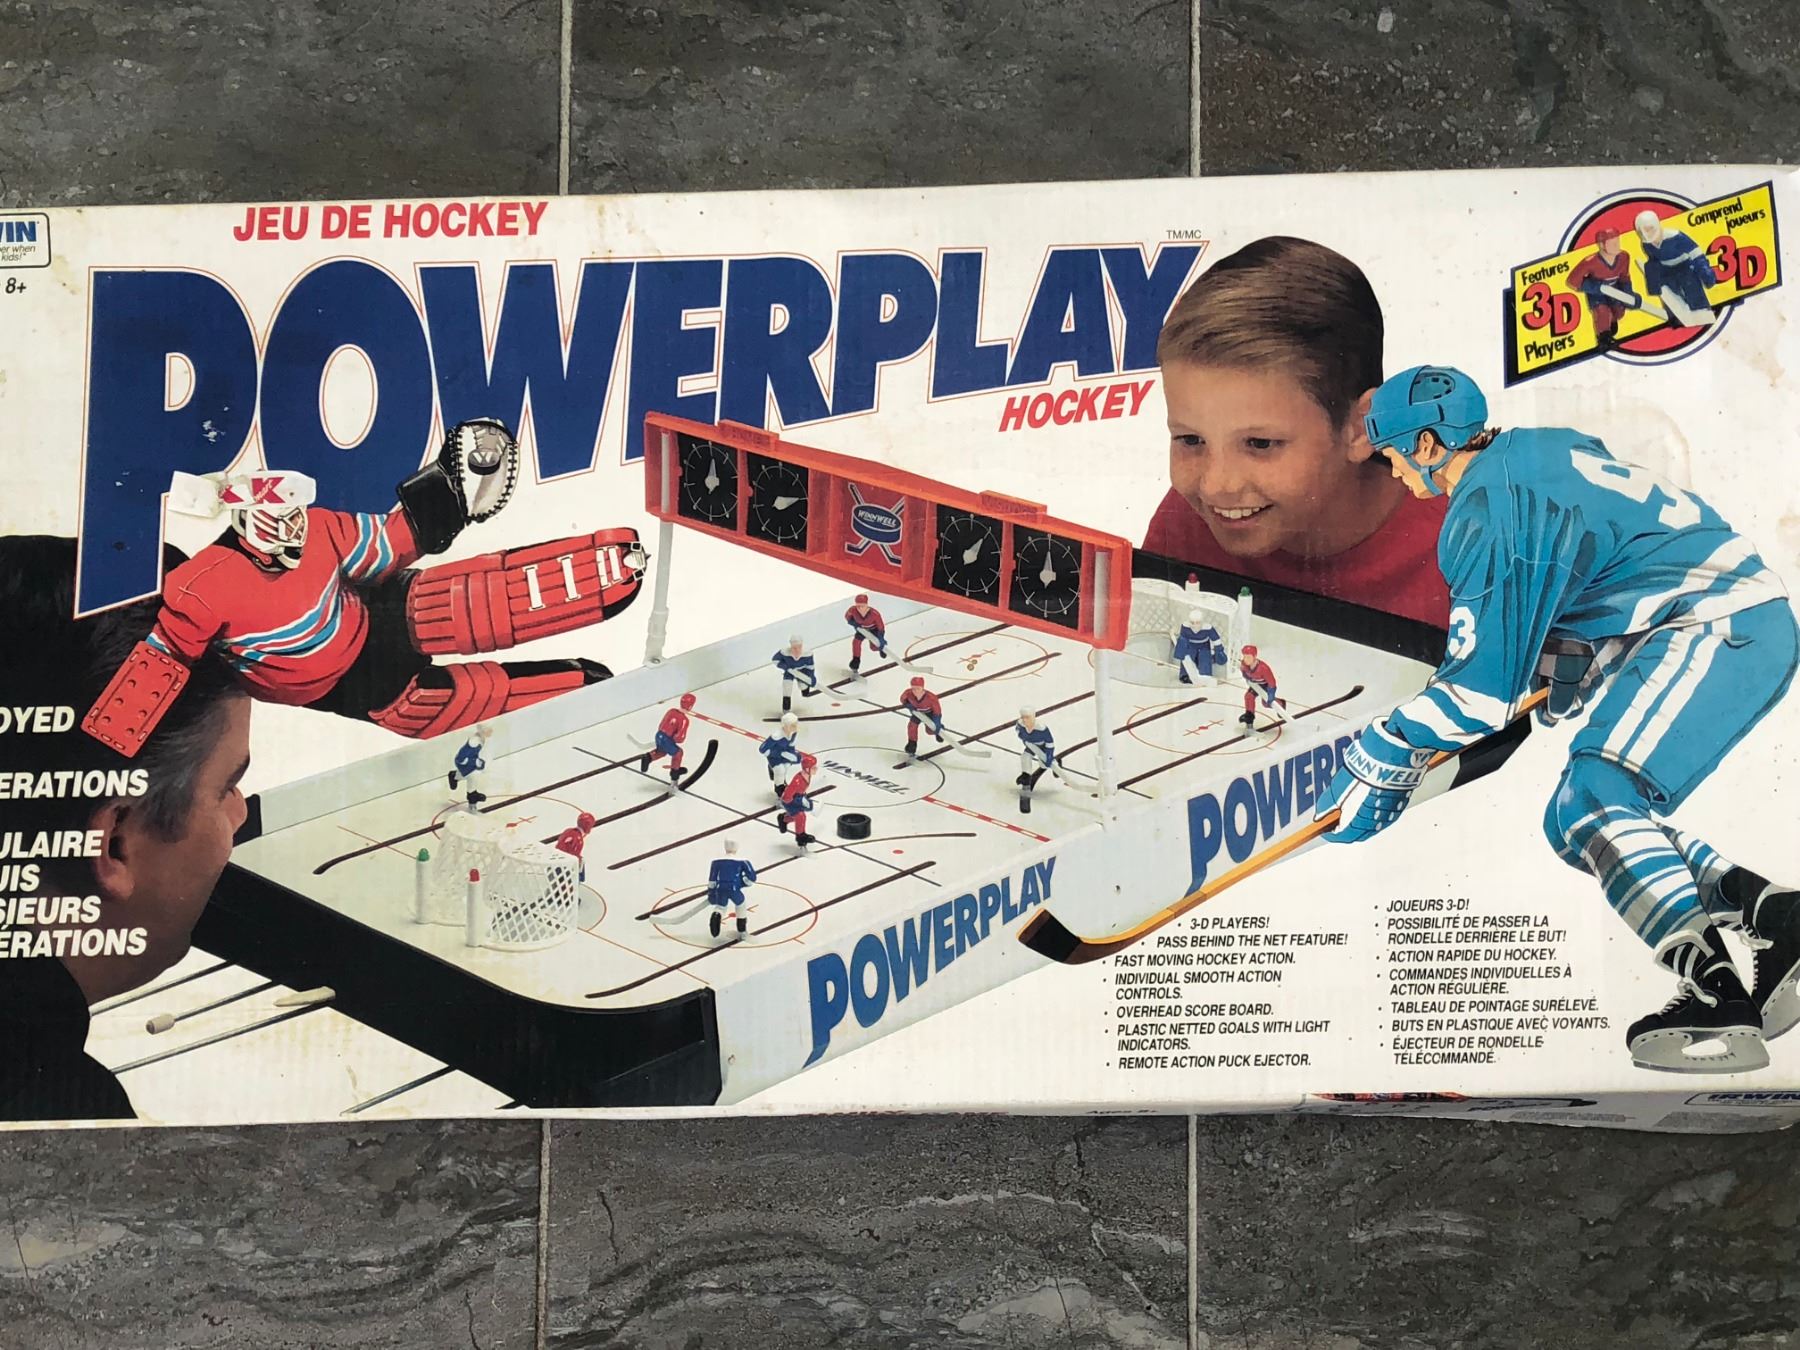 JEU DE HOCKEY
POWERPLAY
TM/MC
HOCKEY
8+
Features
3D
Players
Comprend
joueurs
3D
WINNWELL
WINNWELL
WINNWELL
93
K
POWERPLAY
OYED
ERATIONS
ULAIRE
UIS
SIEURS
ÉRATIONS
• 3-D PLAYERS!
• PASS BEHIND THE NET FEATURE!
• FAST MOVING HOCKEY ACTION.
• INDIVIDUAL SMOOTH ACTION
CONTROLS.
• OVERHEAD SCORE BOARD.
• PLASTIC NETTED GOALS WITH LIGHT
INDICATORS.
• REMOTE ACTION PUCK EJECTOR.
• JOUEURS 3-D!
• POSSIBILITÉ DE PASSER LA
RONDELLE DERRIÈRE LE BUT!
• ACTION RAPIDE DU HOCKEY.
• COMMANDES INDIVIDUELLES À
ACTION RÉGULIÈRE.
• TABLEAU DE POINTAGE SURÉLEVÉ.
• BUTS EN PLASTIQUE AVEC VOYANTS.
• ÉJECTEUR DE RONDELLE
TÉLÉCOMMANDÉ.
IRWIN